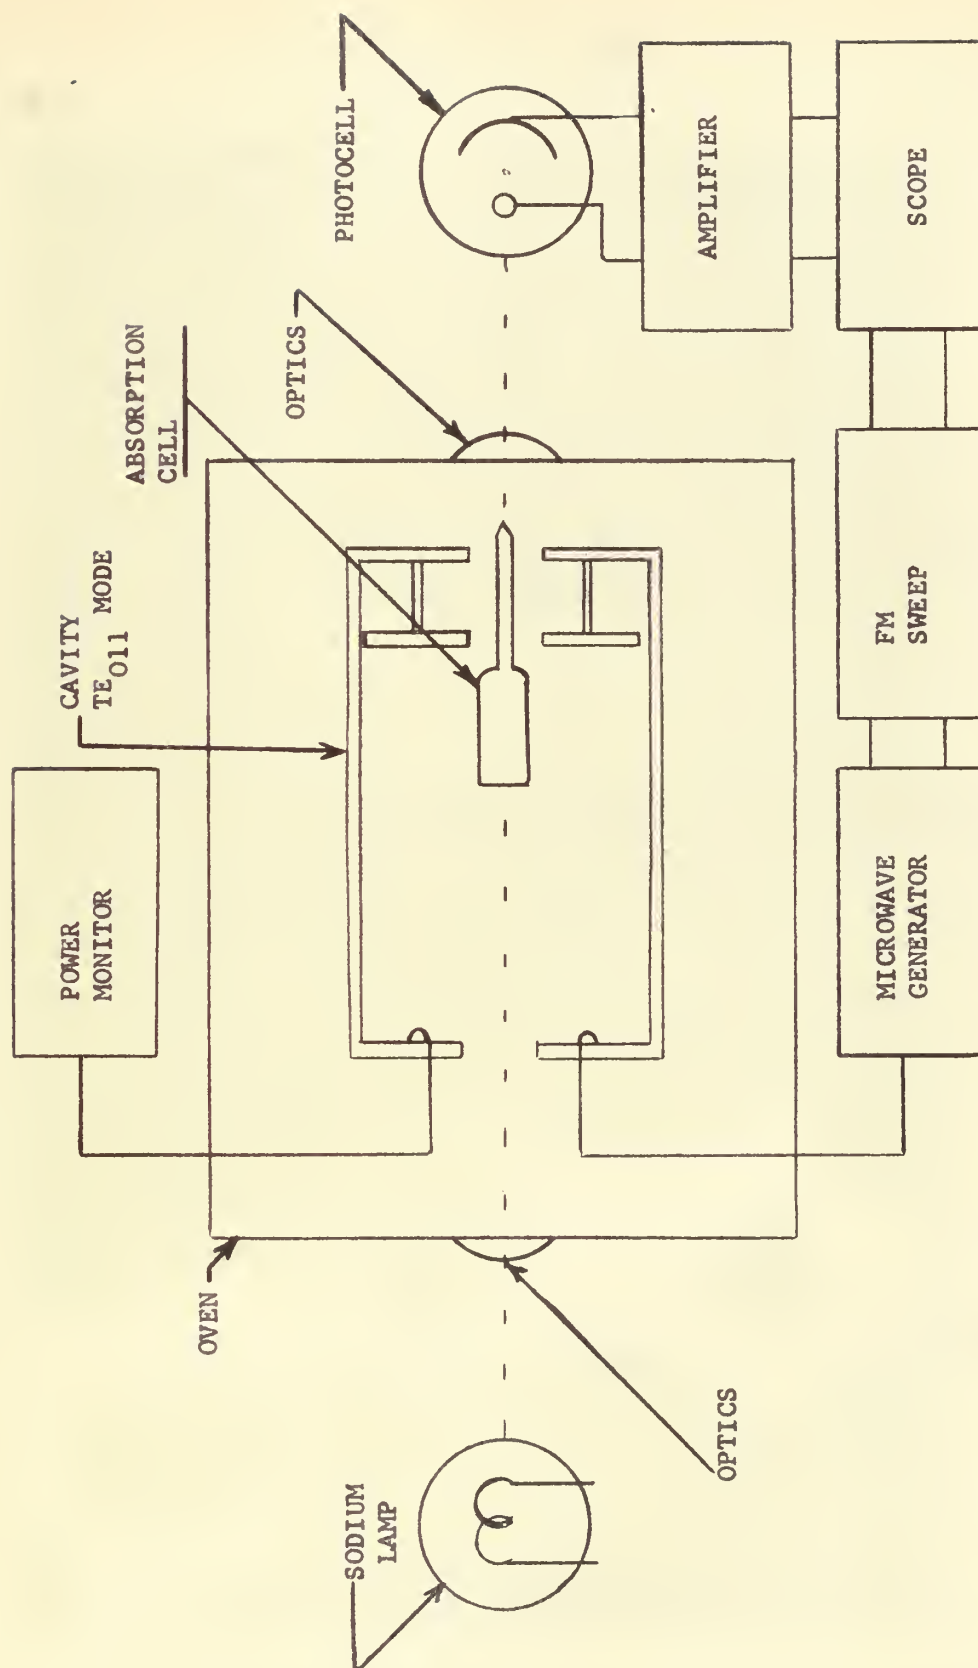 POWER
MONITOR
CAVITY
TE011 MODE
ABSORPTION
CELL
OPTICS
PHOTOCELL
OVEN
SODIUM
LAMP
OPTICS
MICROWAVE
GENERATOR
FM
SWEEP
AMPLIFIER
SCOPE